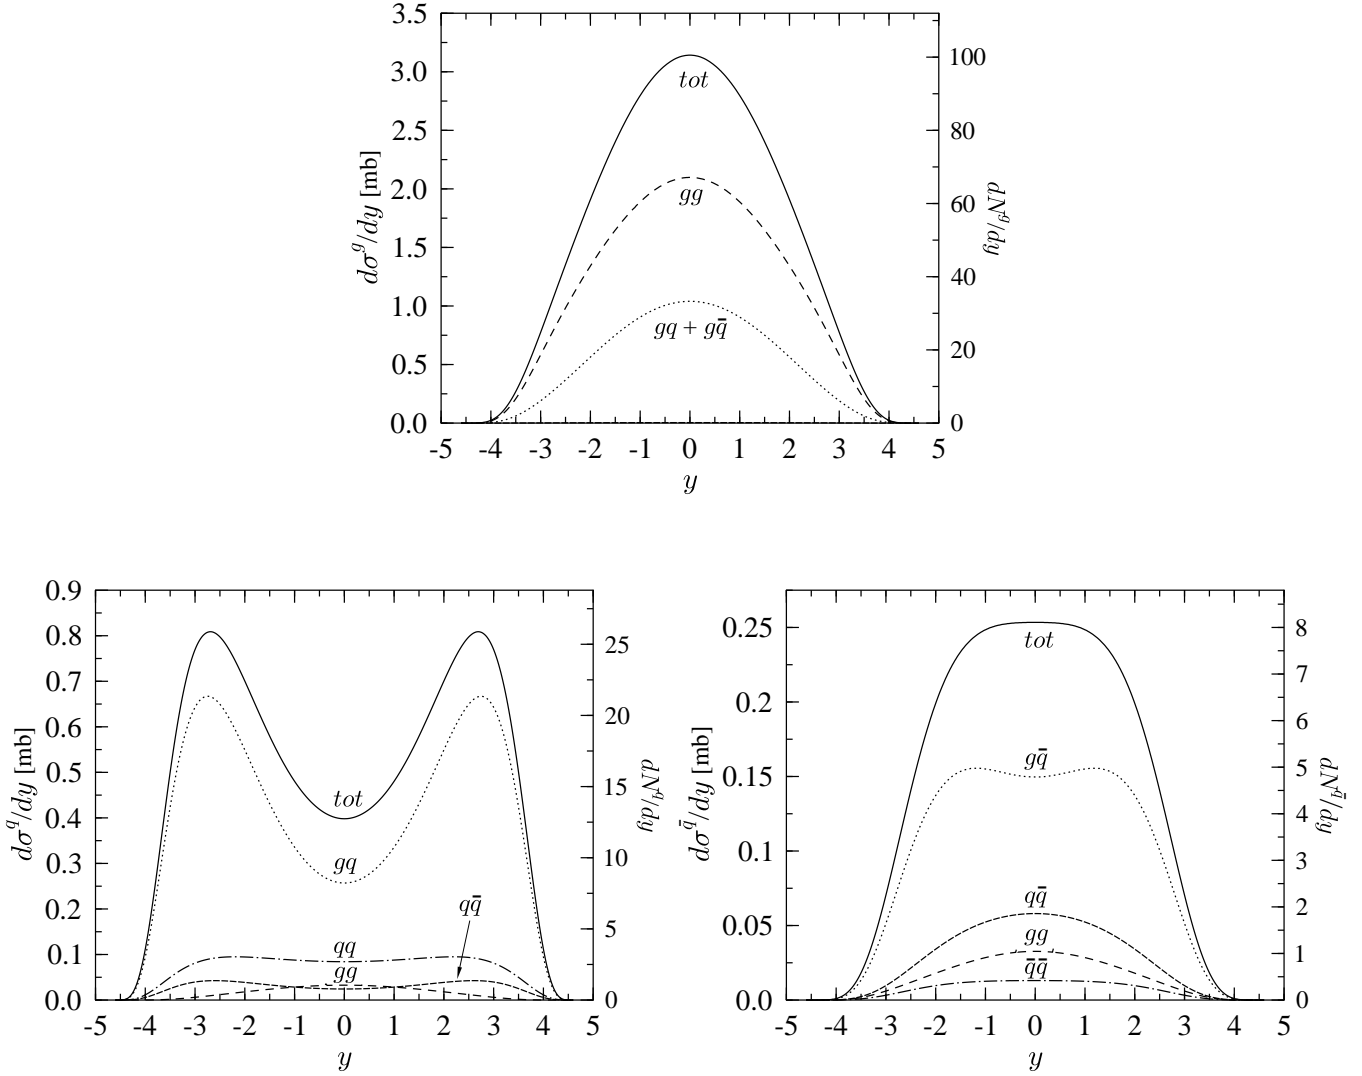 3.5
3.0
2.5
2.0
1.5
1.0
0.5
0.0
dσ^g/dy [mb]
100
80
60
40
20
0
dN^g/dy
tot
gg
gq + gq̄
-5 -4 -3 -2 -1 0 1 2 3 4 5
y
0.9
0.8
0.7
0.6
0.5
0.4
0.3
0.2
0.1
0.0
dσ^q/dy [mb]
25
20
15
10
5
0
dN^q/dy
tot
gq
qq̄
qq
gg
-5 -4 -3 -2 -1 0 1 2 3 4 5
y
0.25
0.2
0.15
0.1
0.05
0.0
dσ^q̄/dy [mb]
8
7
6
5
4
3
2
1
0
dN^q̄/dy
tot
gq̄
qq̄
gg
q̄q̄
-5 -4 -3 -2 -1 0 1 2 3 4 5
y